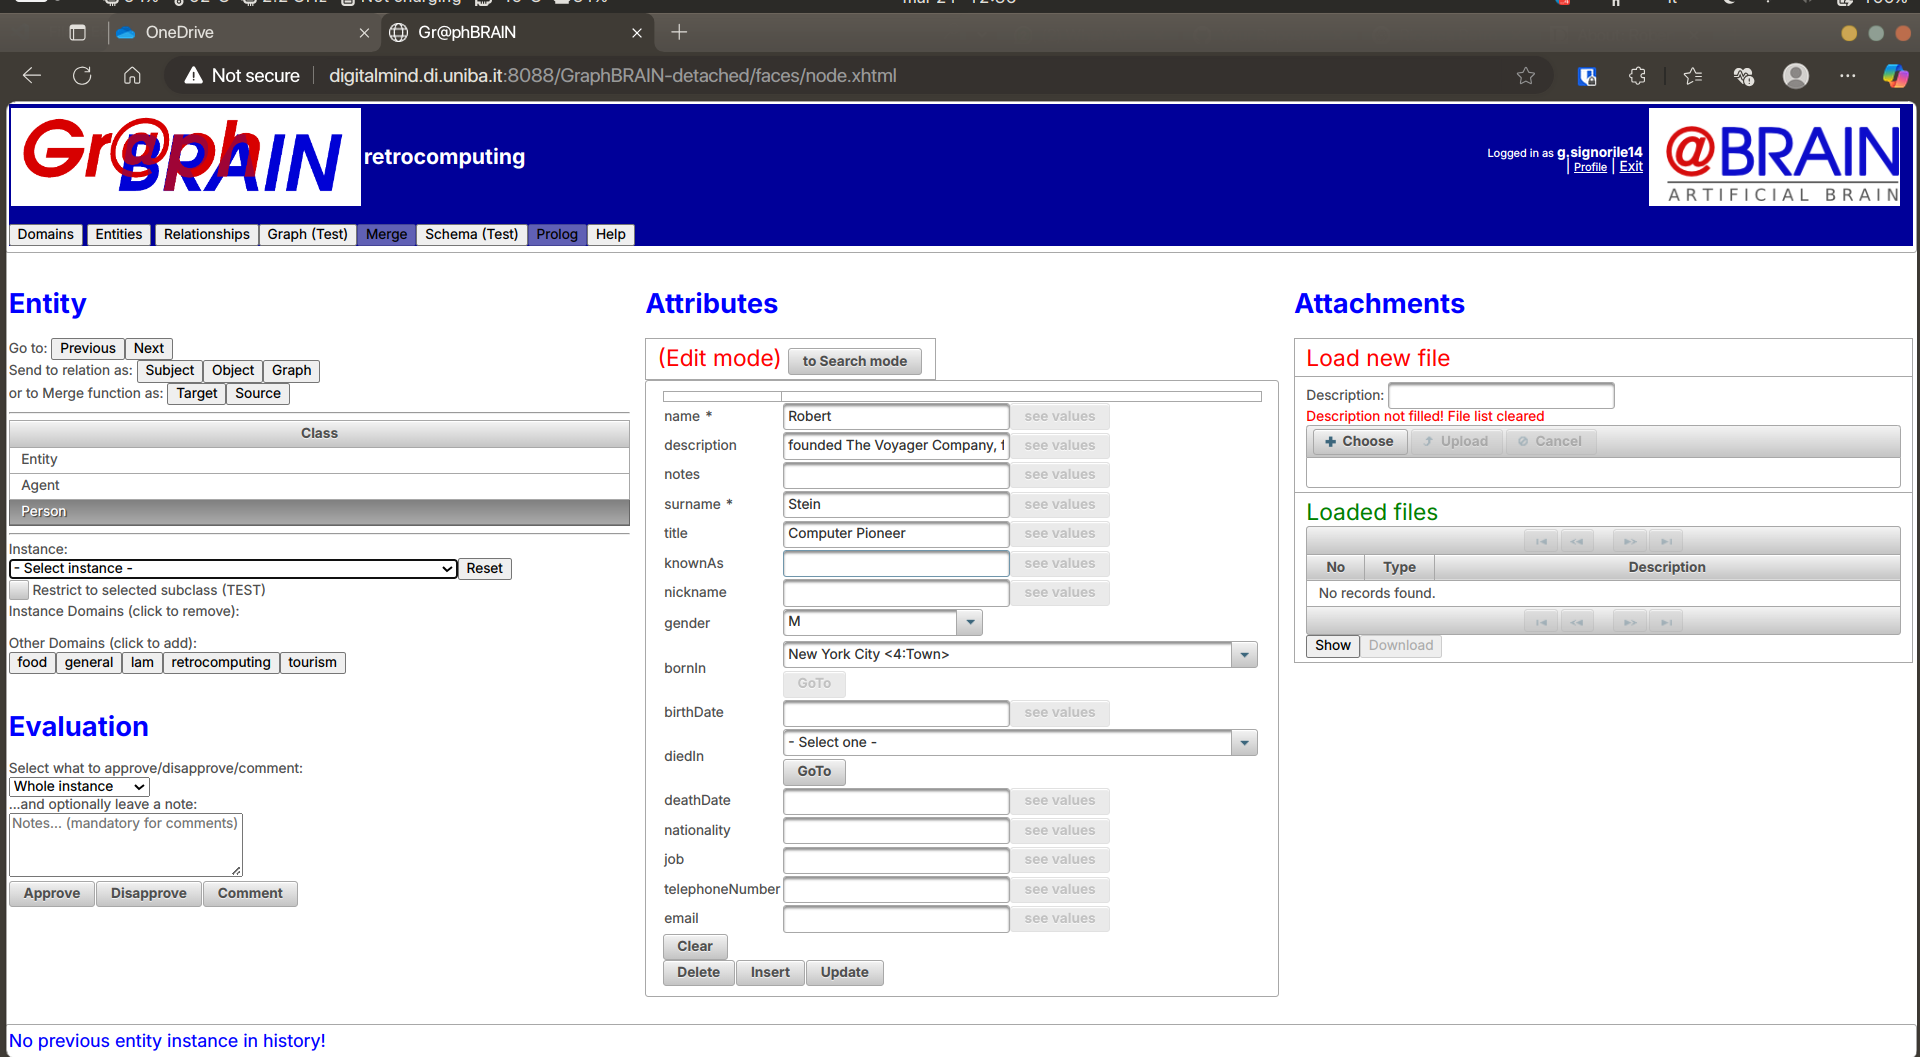 OneDrive
Gr@phBRAIN
Not secure
digitalmind.di.uniba.it:8088/GraphBRAIN-detached/faces/node.xhtml
Gr@ph BRAIN
retrocomputing
Logged in as g.signorile14
| Profile | Exit
@BRAIN
ARTIFICIAL BRAIN
Domains Entities Relationships Graph (Test) Merge Schema (Test) Prolog Help
Entity
Go to: Previous Next
Send to relation as: Subject Object Graph
or to Merge function as: Target Source
Class
Entity
Agent
Person
Instance:
- Select instance - Reset
Restrict to selected subclass (TEST)
Instance Domains (click to remove):
Other Domains (click to add):
food general lam retrocomputing tourism
Evaluation
Select what to approve/disapprove/comment:
Whole instance
...and optionally leave a note:
Notes... (mandatory for comments)
Approve Disapprove Comment
Attributes
(Edit mode) to Search mode
name * Robert see values
description founded The Voyager Company, see values
notes see values
surname * Stein see values
title Computer Pioneer see values
knownAs see values
nickname see values
gender M
bornIn New York City <4:Town>
GoTo
birthDate see values
diedIn - Select one -
GoTo
deathDate see values
nationality see values
job see values
telephoneNumber see values
email see values
Clear
Delete Insert Update
Attachments
Load new file
Description:
Description not filled! File list cleared
Choose Upload Cancel
Loaded files
No Type Description
No records found.
Show Download
No previous entity instance in history!